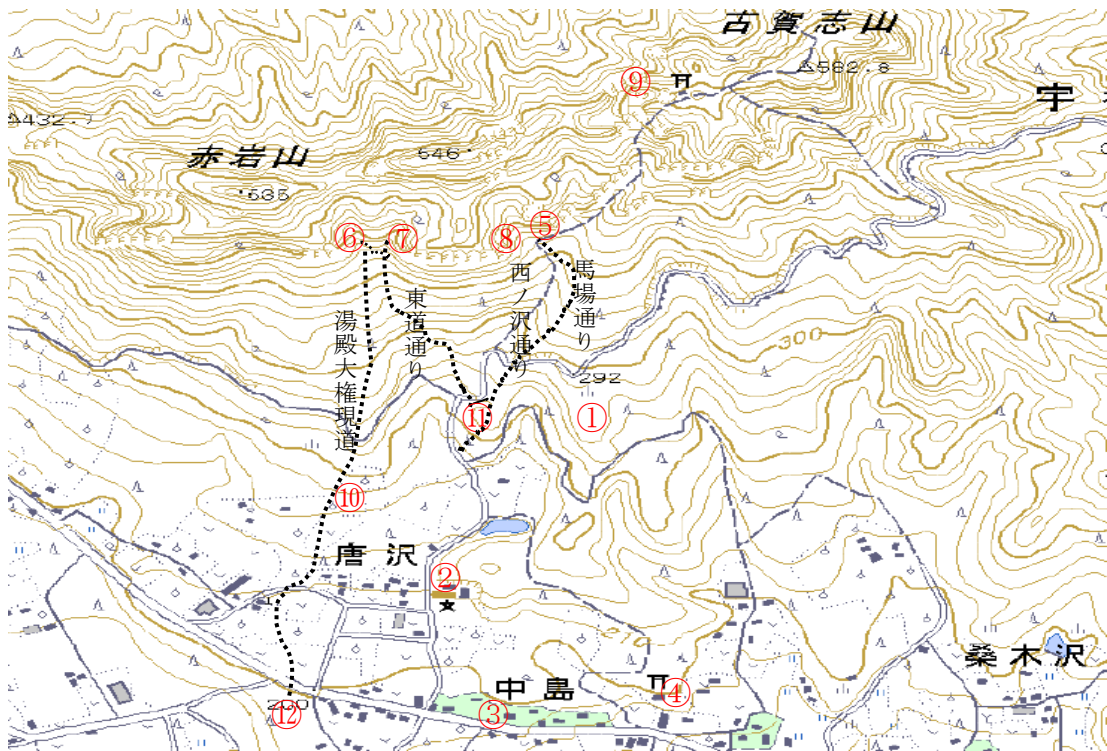 古賀志山
582.8
⑨
宇
432.7
赤岩山
546
535
⑥
⑦
⑧
⑤
馬場通り
西ノ沢通り
東道通り
湯殿大権現道
300
292
⑪
①
⑩
唐沢
②
210
桑木沢
中島
④
③
200
⑫